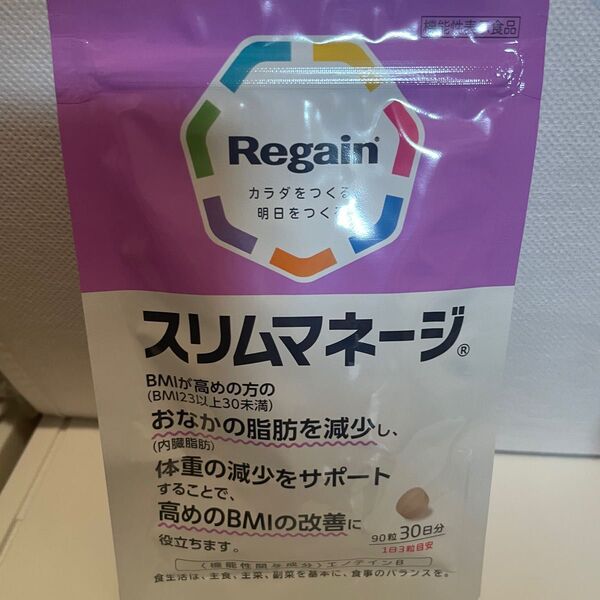 機能性表示食品
Regain®
カラダをつくる
明日をつくる
スリムマネージ®
BMIが高めの方の
(BMI23以上30未満)
おなかの脂肪を減少し、
(内臓脂肪)
体重の減少をサポート
することで、
高めのBMIの改善に
役立ちます。
90粒 30日分
1日3粒目安
〈機能性関与成分〉エノテインB
食生活は、主食、主菜、副菜を基本に、食事のバランスを。